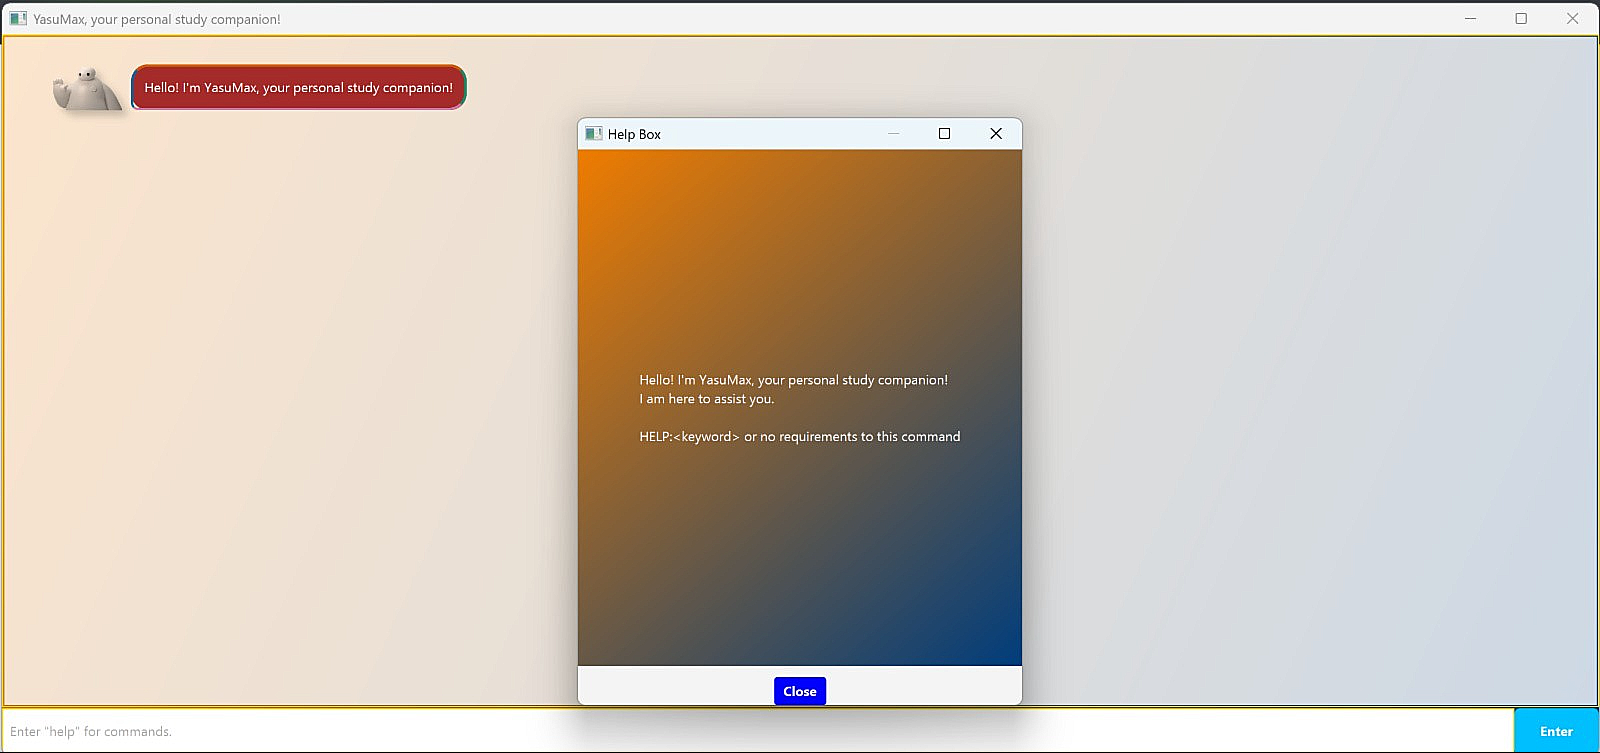 YasuMax, your personal study companion!
Hello! I'm YasuMax, your personal study companion!
Help Box
Hello! I'm YasuMax, your personal study companion!
I am here to assist you.
HELP:<keyword> or no requirements to this command
Close
Enter "help" for commands.
Enter